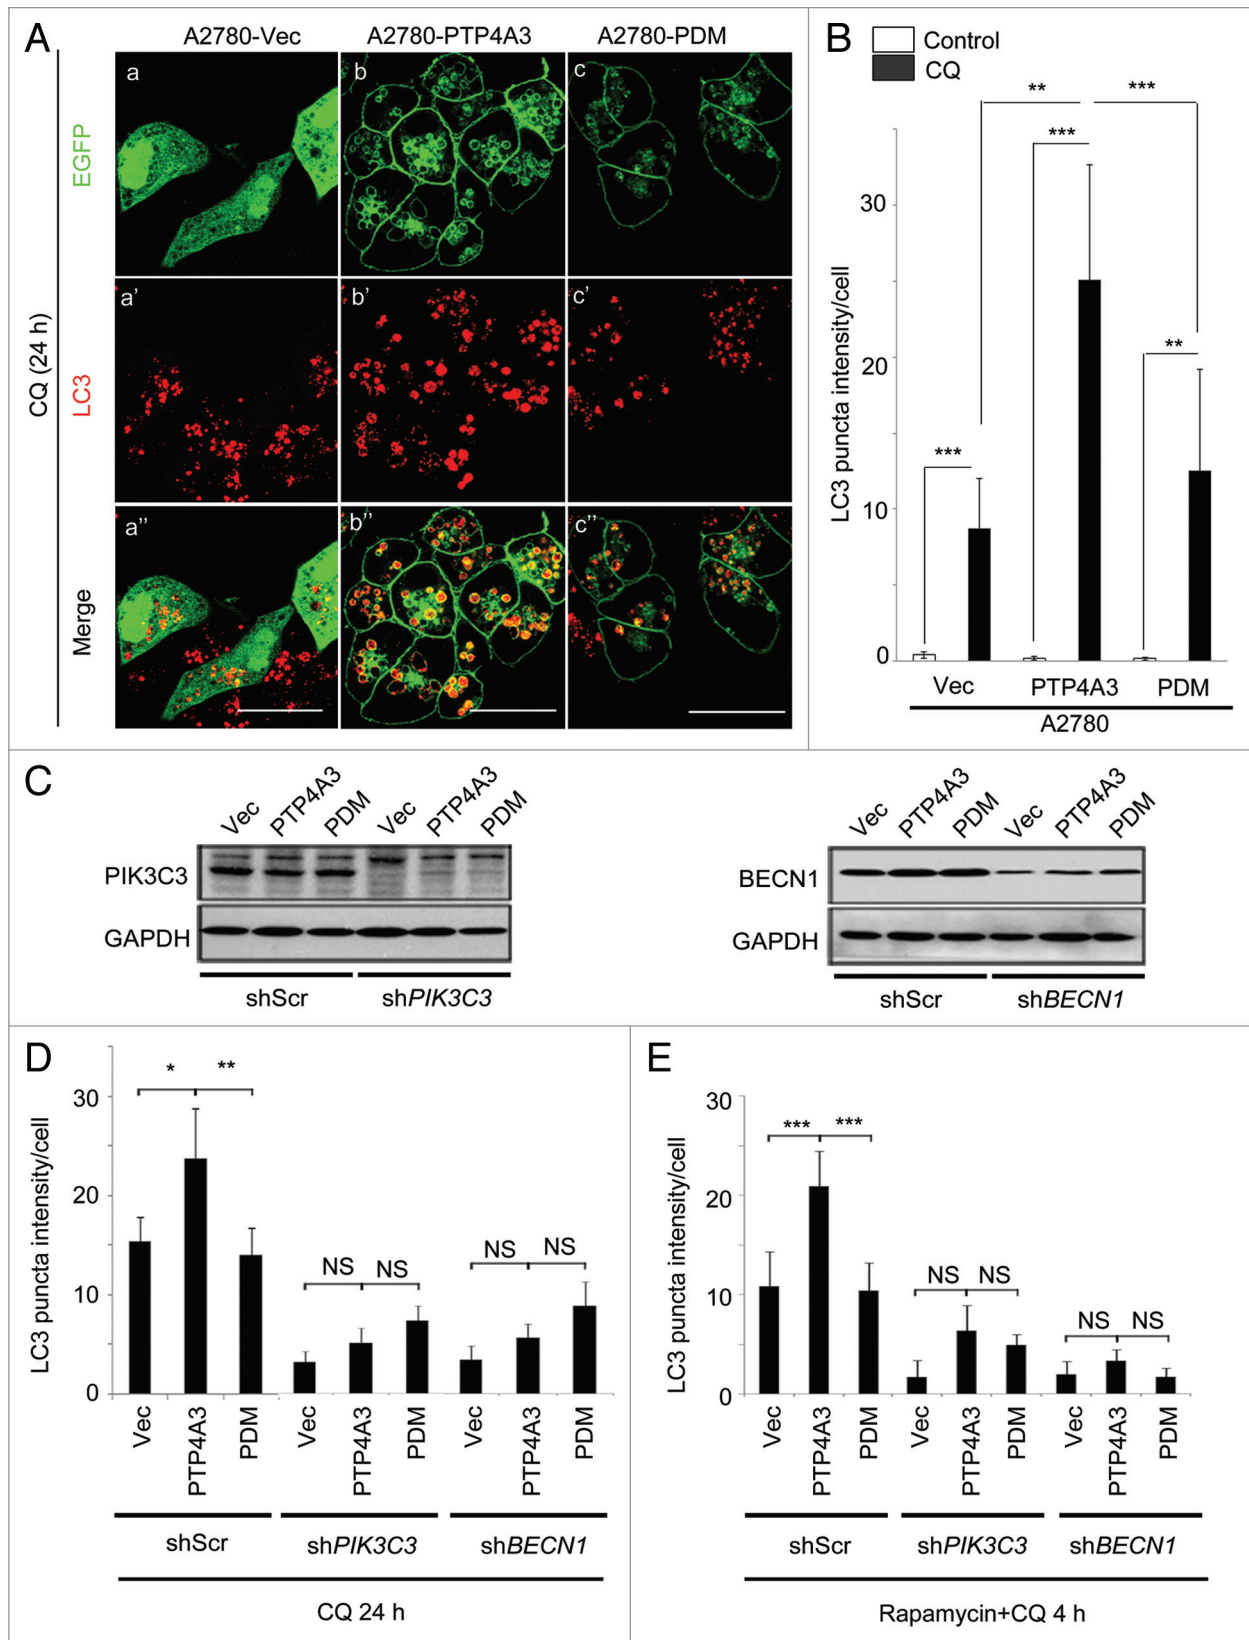 A
A2780-Vec
A2780-PTP4A3
A2780-PDM
CQ (24 h)
EGFP
LC3
Merge
a
b
c
a'
b'
c'
a''
b''
c''
B
Control
CQ
**
***
***
**
***
LC3 puncta intensity/cell
30
20
10
0
Vec
PTP4A3
PDM
A2780
C
Vec
PTP4A3
PDM
Vec
PTP4A3
PDM
PIK3C3
GAPDH
shScr
shPIK3C3
Vec
PTP4A3
PDM
Vec
PTP4A3
PDM
BECN1
GAPDH
shScr
shBECN1
D
LC3 puncta intensity/cell
30
20
10
0
*
**
NS
NS
NS
NS
Vec
PTP4A3
PDM
Vec
PTP4A3
PDM
Vec
PTP4A3
PDM
shScr
shPIK3C3
shBECN1
CQ 24 h
E
LC3 puncta intensity/cell
30
20
10
0
***
***
NS
NS
NS
NS
Vec
PTP4A3
PDM
Vec
PTP4A3
PDM
Vec
PTP4A3
PDM
shScr
shPIK3C3
shBECN1
Rapamycin+CQ 4 h